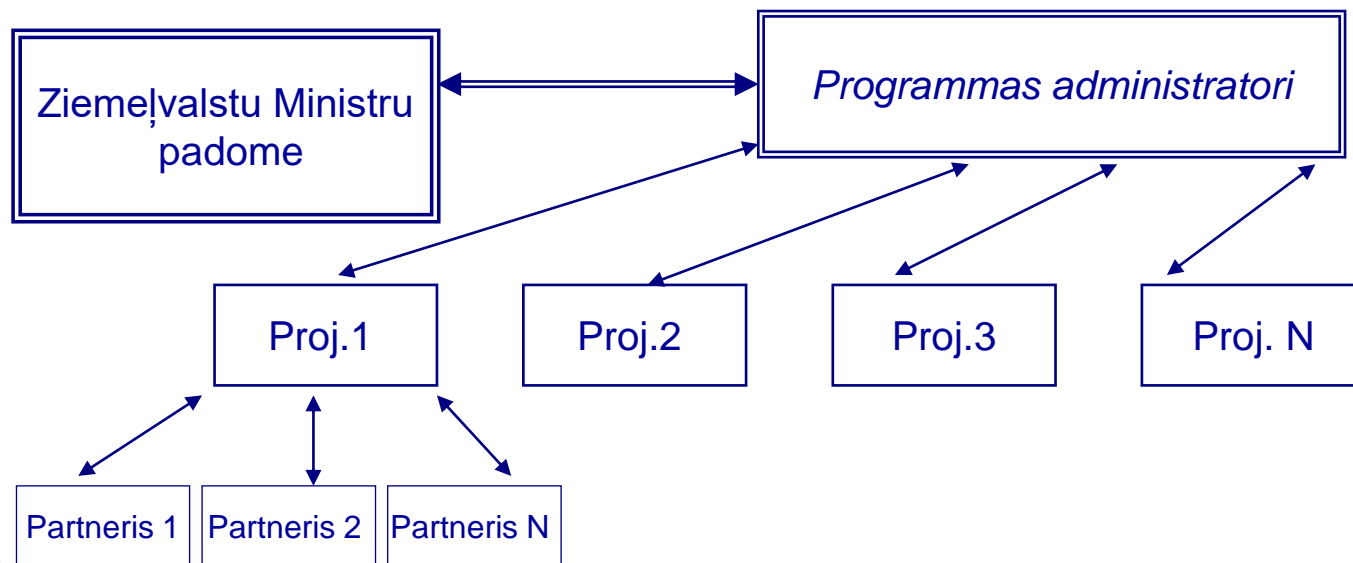 Ziemeļvalstu Ministru
padome
Programmas administratori
Proj.1
Proj.2
Proj.3
Proj. N
Partneris 1
Partneris 2
Partneris N